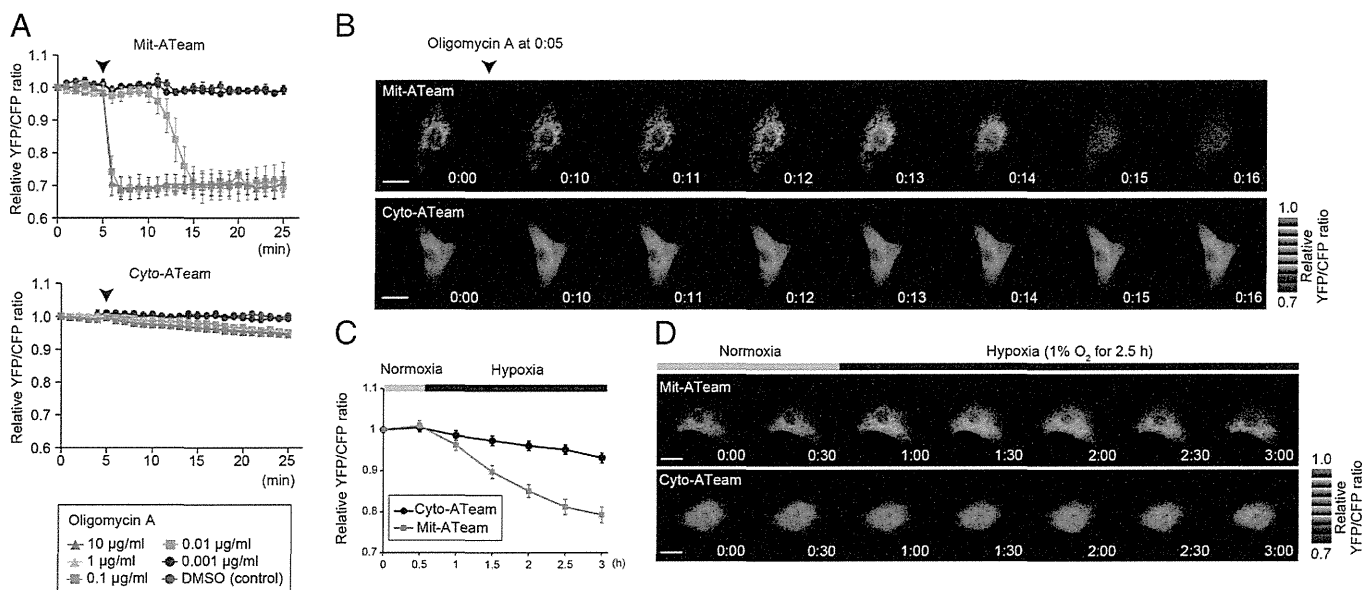 A
Mit-ATeam
Relative YFP/CFP ratio
1.1
1.0
0.9
0.8
0.7
0.6
0 5 10 15 20 25
(min)
Cyto-ATeam
Relative YFP/CFP ratio
1.1
1.0
0.9
0.8
0.7
0.6
0 5 10 15 20 25
(min)
Oligomycin A
10 µg/ml 0.01 µg/ml
1 µg/ml 0.001 µg/ml
0.1 µg/ml DMSO (control)
B
Oligomycin A at 0:05
Mit-ATeam
0:00 0:10 0:11 0:12 0:13 0:14 0:15 0:16
Cyto-ATeam
0:00 0:10 0:11 0:12 0:13 0:14 0:15 0:16
1.0
Relative
YFP/CFP ratio
0.7
C
Normoxia Hypoxia
Relative YFP/CFP ratio
1.1
1.0
0.9
0.8
0.7
Cyto-ATeam
Mit-ATeam
0 0.5 1 1.5 2 2.5 3 (h)
D
Normoxia Hypoxia (1% O₂ for 2.5 h)
Mit-ATeam
0:00 0:30 1:00 1:30 2:00 2:30 3:00
Cyto-ATeam
0:00 0:30 1:00 1:30 2:00 2:30 3:00
1.0
Relative
YFP/CFP ratio
0.7